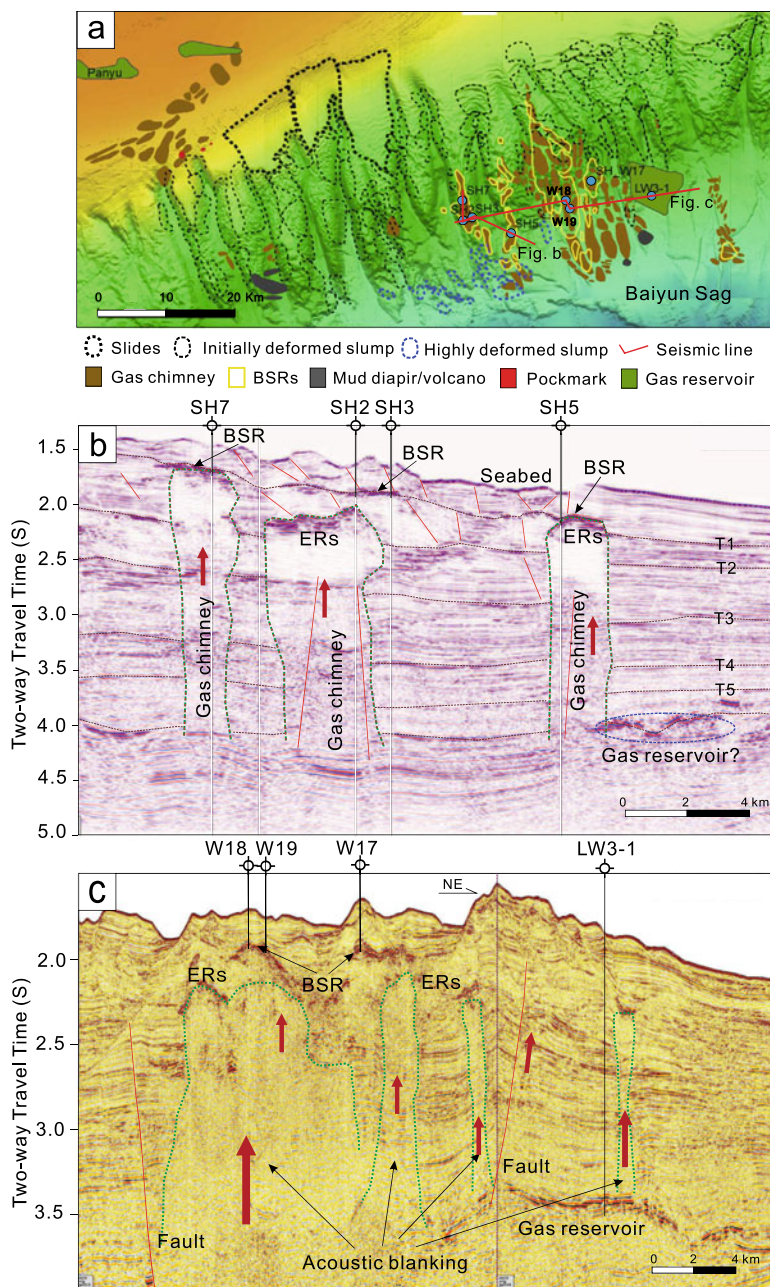 a
Panyu
SH7
SH3
SH5
W18
W19
SH W17
LW3-1
Fig. c
Fig. b
Baiyun Sag
0 10 20 Km
Slides Initially deformed slump Highly deformed slump Seismic line
Gas chimney BSRs Mud diapir/volcano Pockmark Gas reservoir
SH7 SH2 SH3 SH5
b
BSR
BSR
Seabed
BSR
ERs
ERs
T1
T2
T3
T4
T5
Gas chimney
Gas chimney
Gas chimney
Gas reservoir?
0 2 4 km
1.5
2.0
2.5
3.0
3.5
4.0
4.5
5.0
Two-way Travel Time (S)
W18 W19 W17 LW3-1
c
NE
ERs
BSR
ERs
2.0
2.5
3.0
3.5
Two-way Travel Time (S)
Fault
Fault
Acoustic blanking
Gas reservoir
0 2 4 km